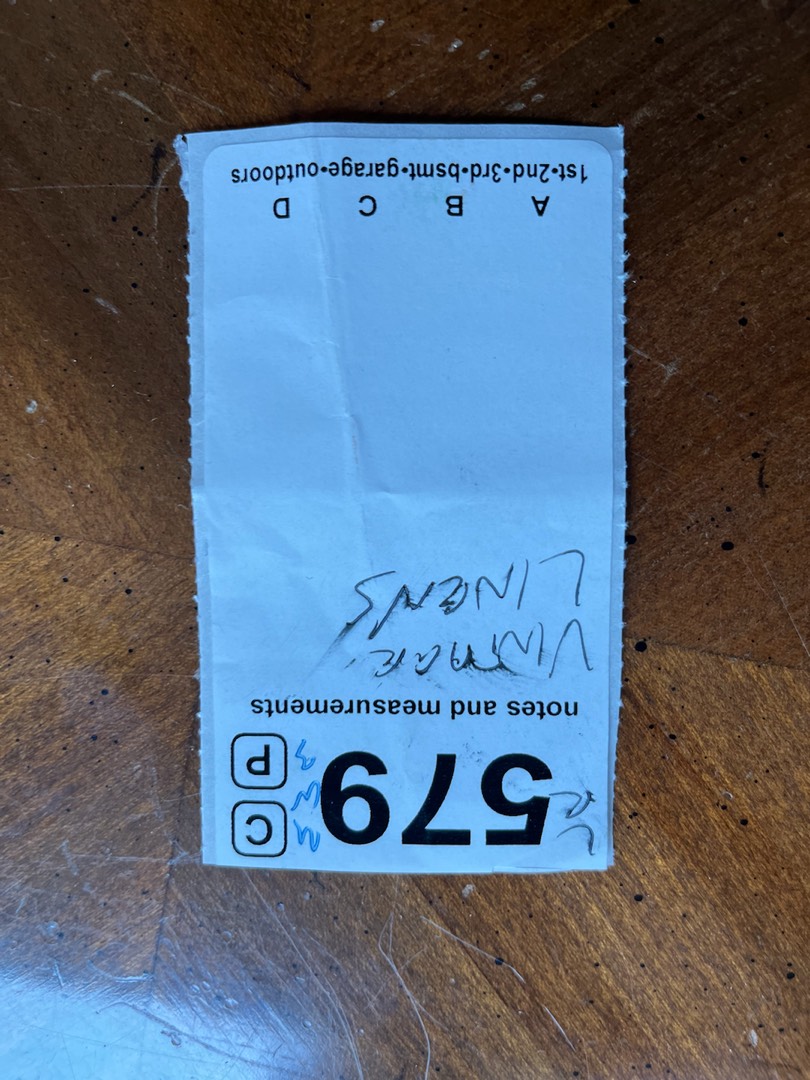 579
C
P
notes and measurements
VINTAGE
LINENS
A B C D
1st•2nd•3rd•bsmt•garage•outdoors